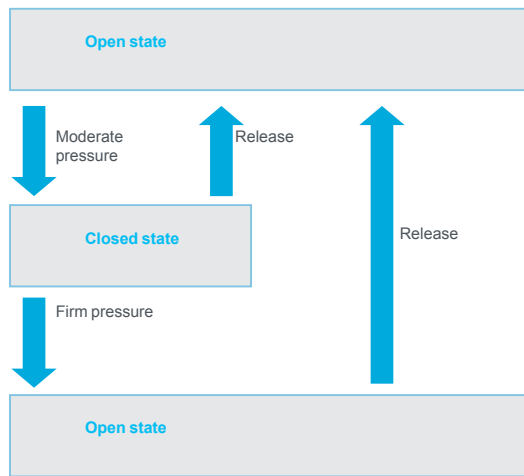 Open state
Moderate
pressure
Release
Closed state
Release
Firm pressure
Open state